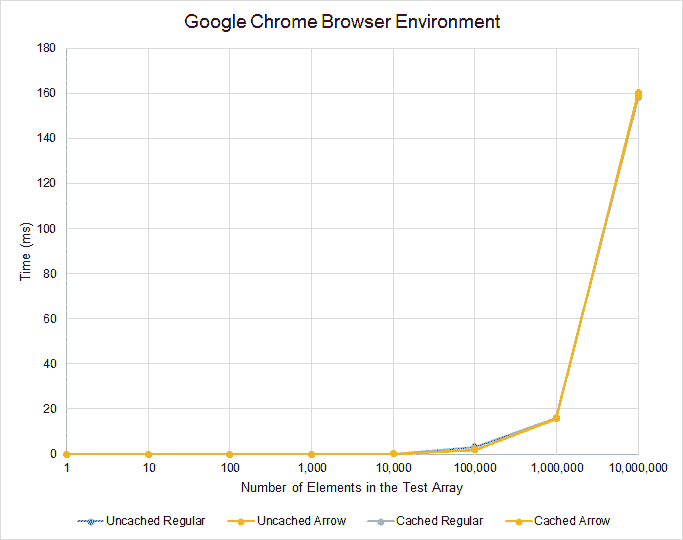 Google Chrome Browser Environment
180
160
140
120
100
80
60
40
20
0
Time (ms)
1 10 100 1,000 10,000 100,000 1,000,000 10,000,000
Number of Elements in the Test Array
Uncached Regular Uncached Arrow Cached Regular Cached Arrow